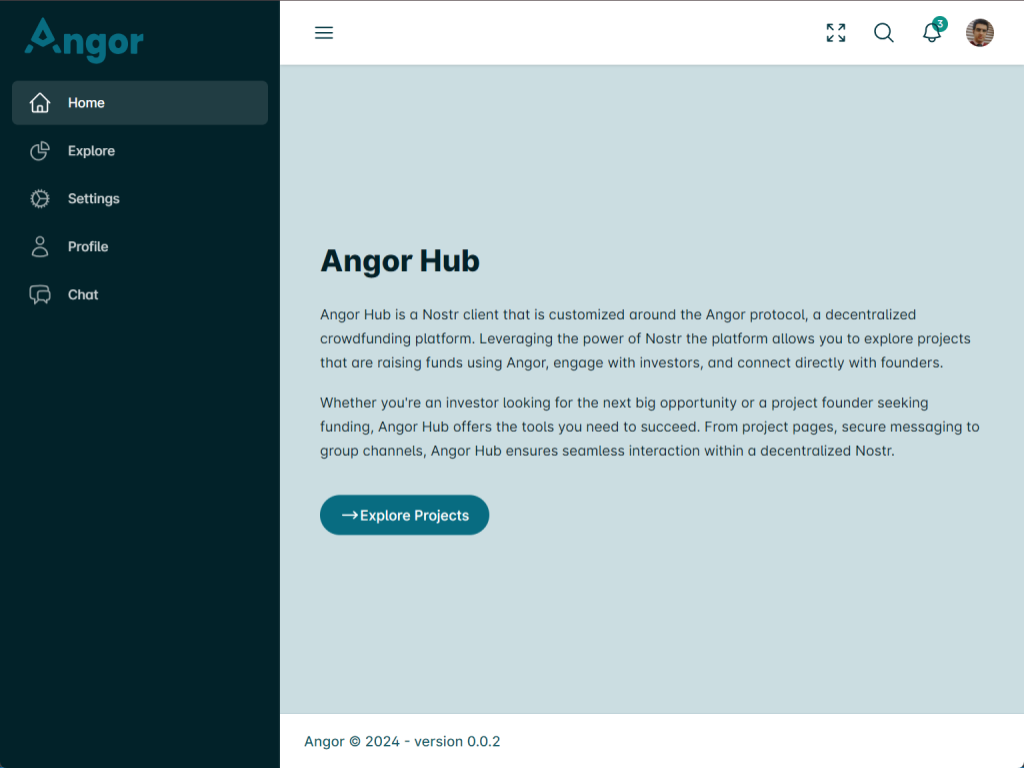 Angor
3
Home
Explore
Settings
Profile
Chat
Angor Hub
Angor Hub is a Nostr client that is customized around the Angor protocol, a decentralized
crowdfunding platform. Leveraging the power of Nostr the platform allows you to explore projects
that are raising funds using Angor, engage with investors, and connect directly with founders.
Whether you're an investor looking for the next big opportunity or a project founder seeking
funding, Angor Hub offers the tools you need to succeed. From project pages, secure messaging to
group channels, Angor Hub ensures seamless interaction within a decentralized Nostr.
→Explore Projects
Angor © 2024 - version 0.0.2